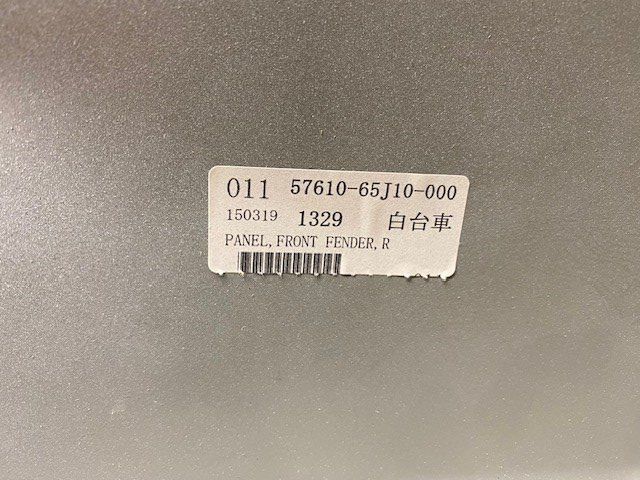 011 57610-65J10-000
150319 1329 白台車
PANEL,FRONT FENDER,R